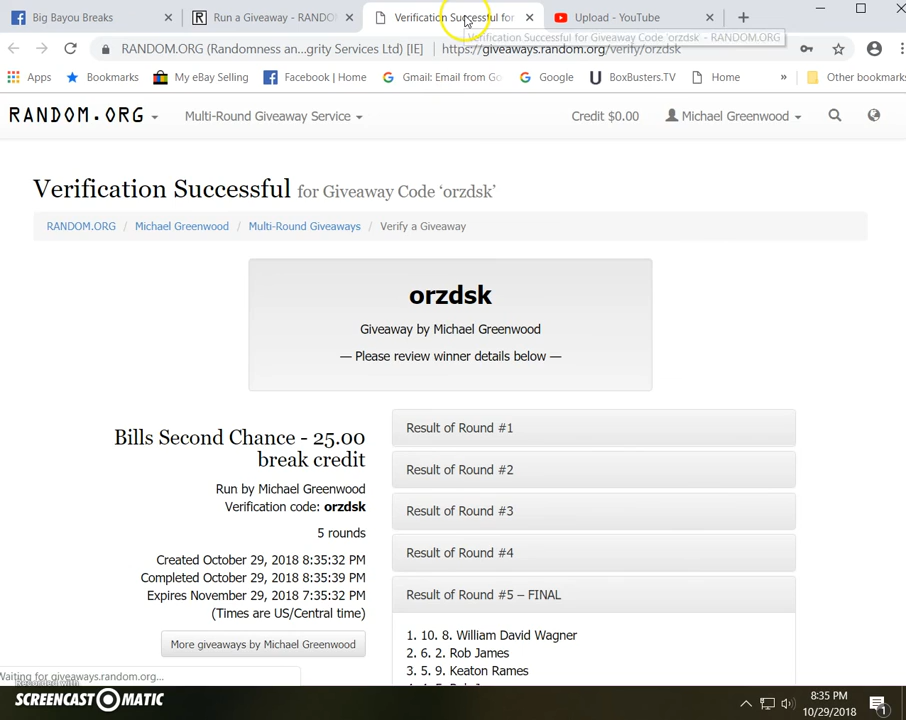 Big Bayou Breaks
Run a Giveaway - RANDO
Verification Successful for
Upload - YouTube
RANDOM.ORG (Randomness an...grity Services Ltd) [IE]
https://giveaways.random.org/verify/orzdsk
Verification Successful for Giveaway Code 'orzdsk' - RANDOM.ORG
Apps
Bookmarks
My eBay Selling
Facebook | Home
Gmail: Email from Go
Google
BoxBusters.TV
Home
»
Other bookmarks
RANDOM.ORG
Multi-Round Giveaway Service
Credit $0.00
Michael Greenwood
Verification Successful for Giveaway Code ‘orzdsk’
RANDOM.ORG / Michael Greenwood / Multi-Round Giveaways / Verify a Giveaway
orzdsk
Giveaway by Michael Greenwood
— Please review winner details below —
Bills Second Chance - 25.00
break credit
Run by Michael Greenwood
Verification code: orzdsk
5 rounds
Created October 29, 2018 8:35:32 PM
Completed October 29, 2018 8:35:39 PM
Expires November 29, 2018 7:35:32 PM
(Times are US/Central time)
More giveaways by Michael Greenwood
Result of Round #1
Result of Round #2
Result of Round #3
Result of Round #4
Result of Round #5 – FINAL
1. 10. 8. William David Wagner
2. 6. 2. Rob James
3. 5. 9. Keaton Rames
Waiting for giveaways.random.org...
Recorded with
SCREENCAST MATIC
8:35 PM
10/29/2018
1